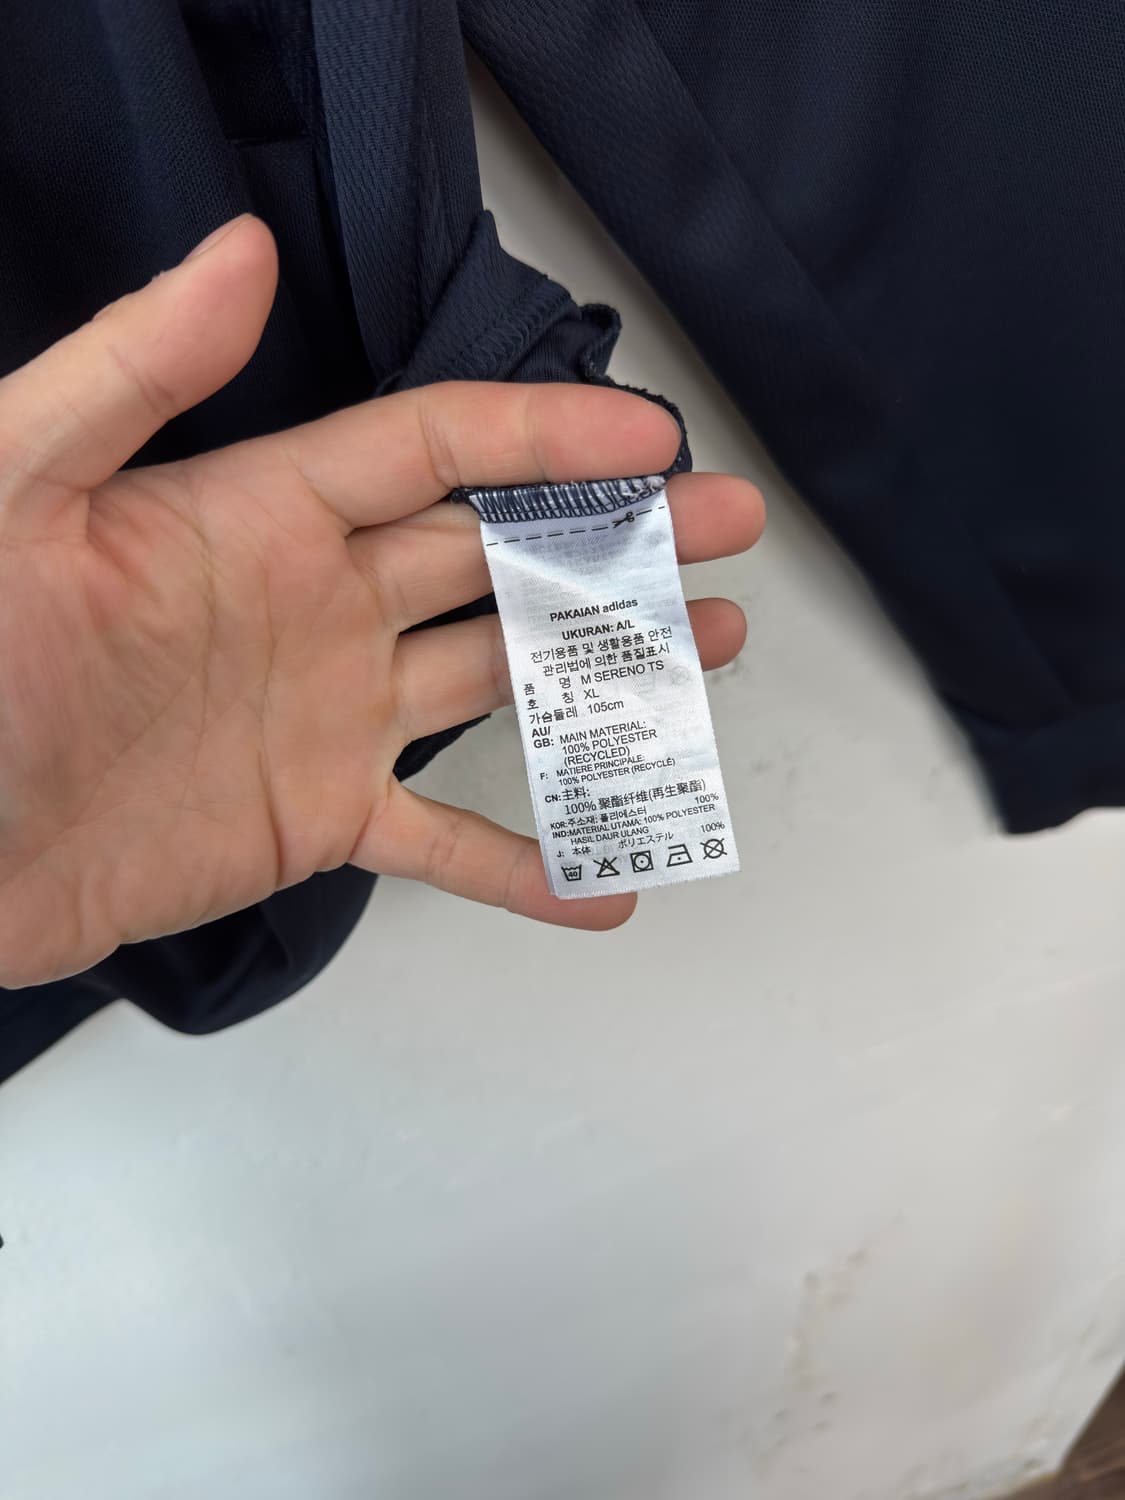 PAKAIAN adidas
UKURAN: A/L
전기용품 및 생활용품 안전
관리법에 의한 품질표시
품 명 M SERENO TS
호 칭 XL
가슴둘레 105cm
AU/
GB: MAIN MATERIAL:
100% POLYESTER
(RECYCLED)
F: MATIERE PRINCIPALE:
100% POLYESTER (RECYCLÉ)
CN:主料:
100% 聚酯纤维(再生聚酯)
KOR:주소재: 폴리에스터 100%
IND:MATERIAL UTAMA: 100% POLYESTER
HASIL DAUR ULANG
J: 本体 ポリエステル 100%
40